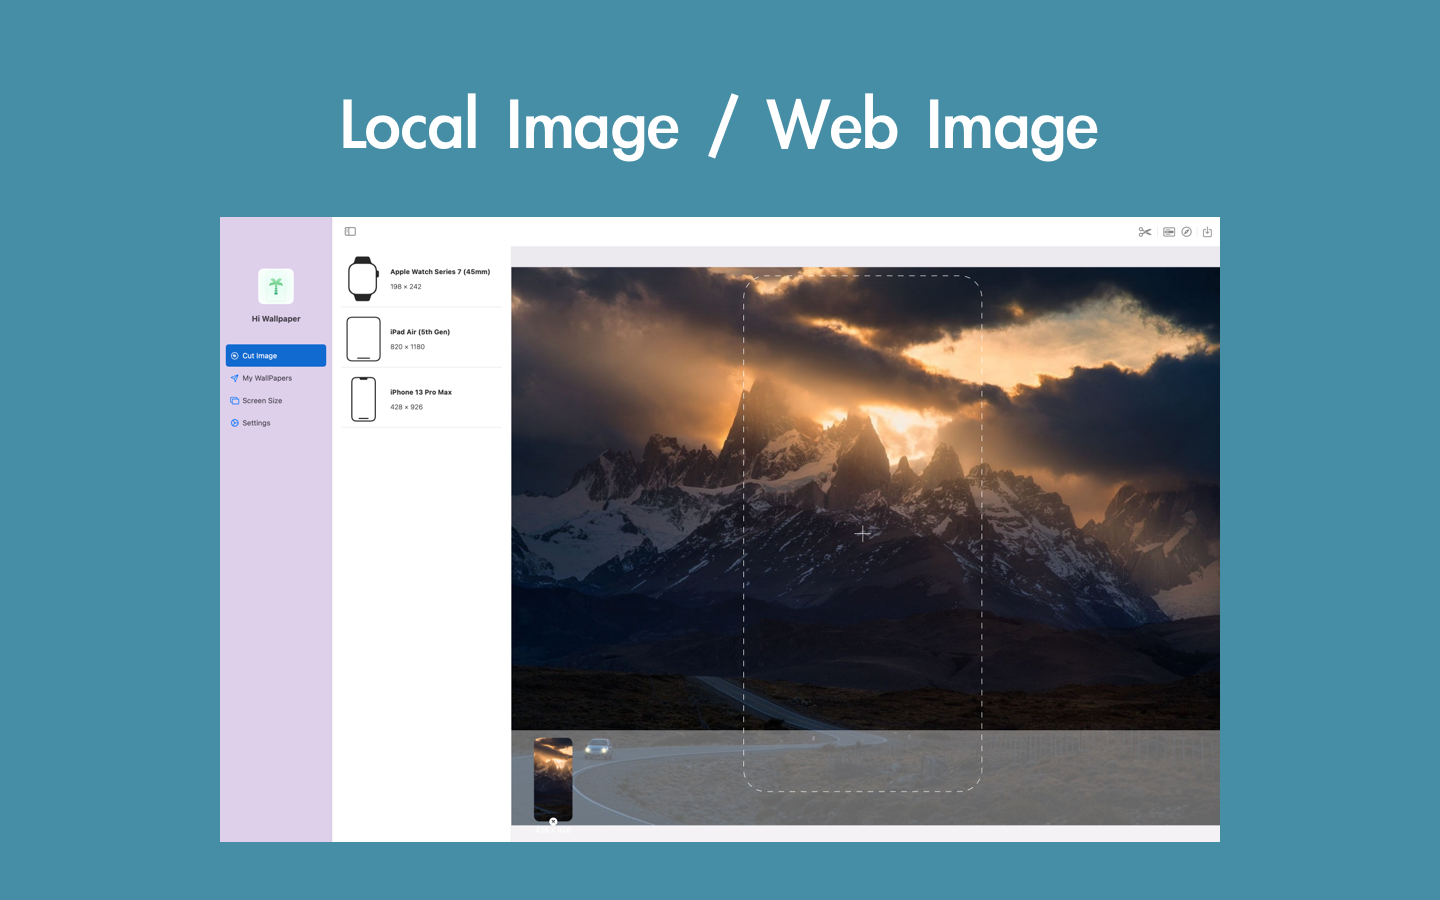 Local Image / Web Image
Hi Wallpaper
Cut Image
My WallPapers
Screen Size
Settings
Apple Watch Series 7 (45mm)
198 × 242
iPad Air (5th Gen)
820 × 1180
iPhone 13 Pro Max
428 × 926